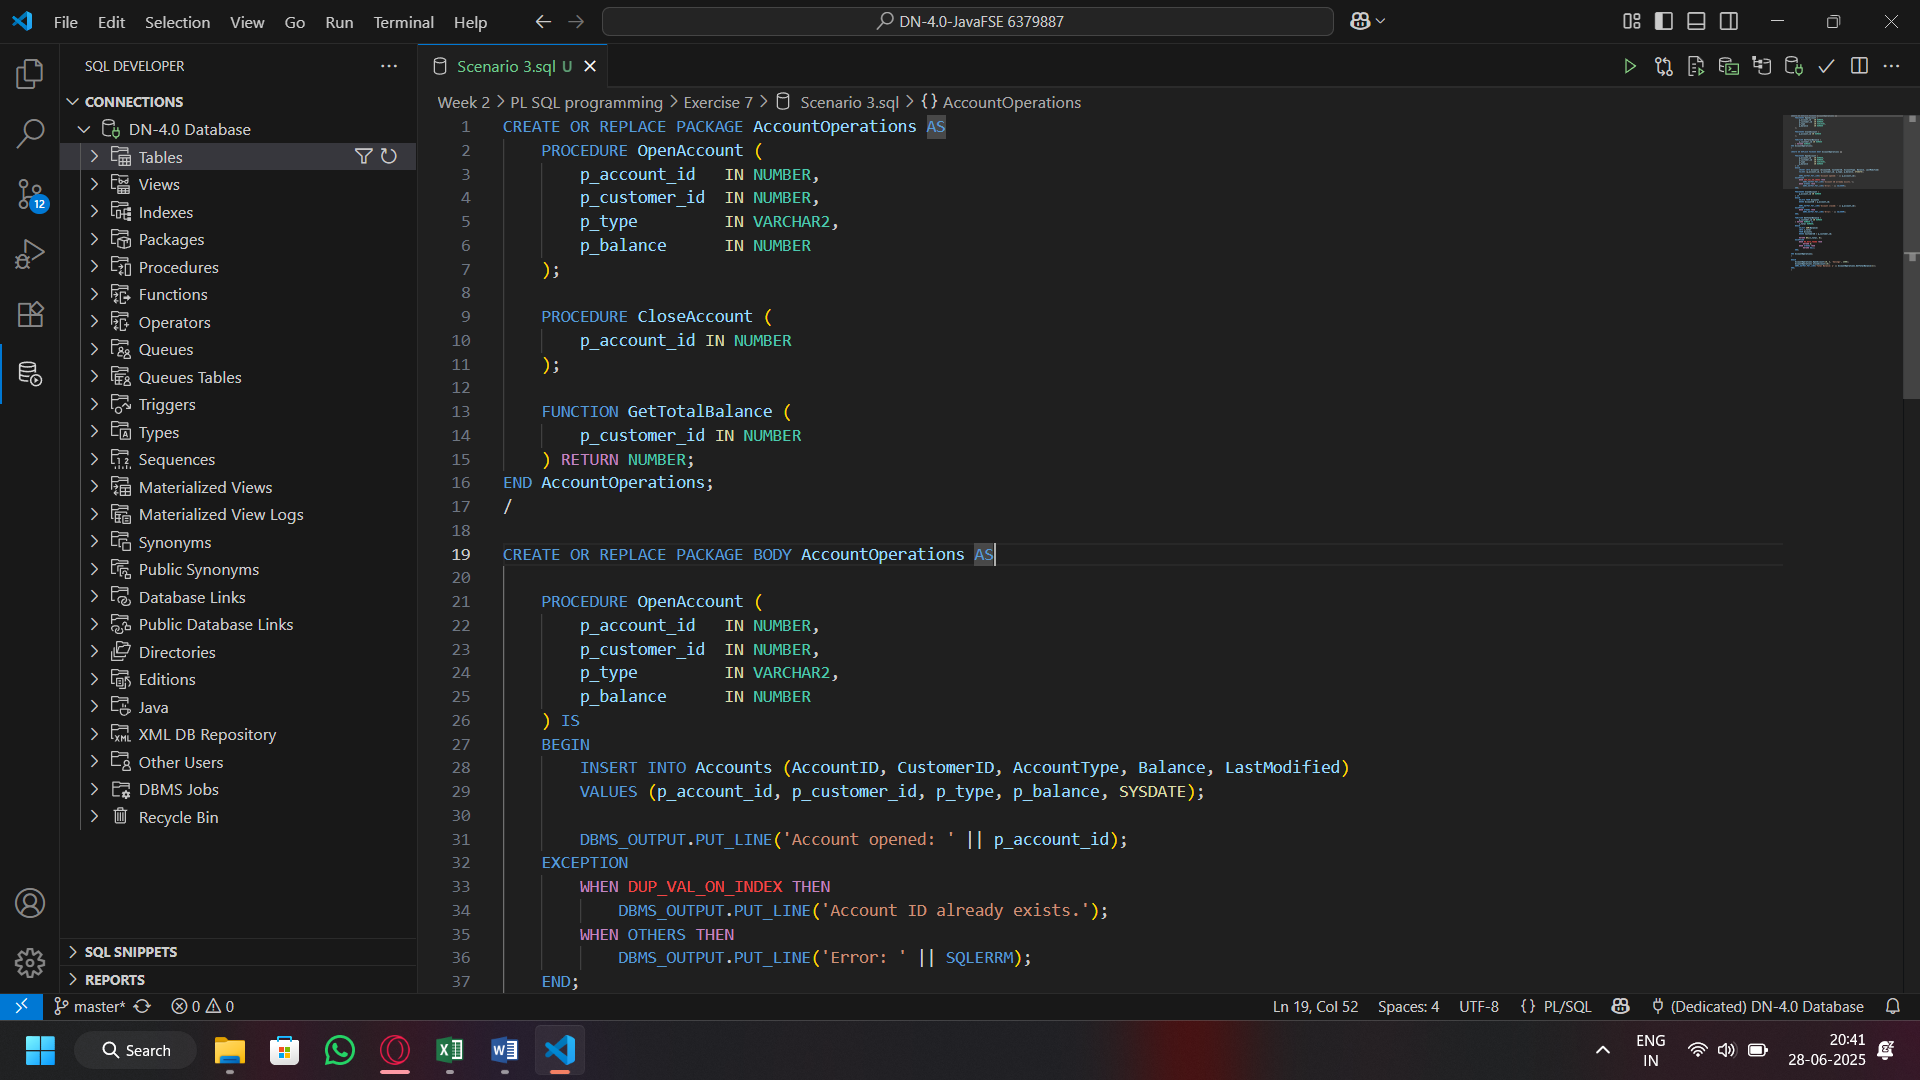 File Edit Selection View Go Run Terminal Help
DN-4.0-JavaFSE 6379887
SQL DEVELOPER
CONNECTIONS
DN-4.0 Database
Tables
Views
Indexes
Packages
Procedures
Functions
Operators
Queues
Queues Tables
Triggers
Types
Sequences
Materialized Views
Materialized View Logs
Synonyms
Public Synonyms
Database Links
Public Database Links
Directories
Editions
Java
XML DB Repository
Other Users
DBMS Jobs
Recycle Bin
SQL SNIPPETS
REPORTS
12
Scenario 3.sql U
Week 2 > PL SQL programming > Exercise 7 > Scenario 3.sql > {} AccountOperations
1 CREATE OR REPLACE PACKAGE AccountOperations AS
2 PROCEDURE OpenAccount (
3 p_account_id IN NUMBER,
4 p_customer_id IN NUMBER,
5 p_type IN VARCHAR2,
6 p_balance IN NUMBER
7 );
8
9 PROCEDURE CloseAccount (
10 p_account_id IN NUMBER
11 );
12
13 FUNCTION GetTotalBalance (
14 p_customer_id IN NUMBER
15 ) RETURN NUMBER;
16 END AccountOperations;
17 /
18
19 CREATE OR REPLACE PACKAGE BODY AccountOperations AS
20
21 PROCEDURE OpenAccount (
22 p_account_id IN NUMBER,
23 p_customer_id IN NUMBER,
24 p_type IN VARCHAR2,
25 p_balance IN NUMBER
26 ) IS
27 BEGIN
28 INSERT INTO Accounts (AccountID, CustomerID, AccountType, Balance, LastModified)
29 VALUES (p_account_id, p_customer_id, p_type, p_balance, SYSDATE);
30
31 DBMS_OUTPUT.PUT_LINE('Account opened: ' || p_account_id);
32 EXCEPTION
33 WHEN DUP_VAL_ON_INDEX THEN
34 DBMS_OUTPUT.PUT_LINE('Account ID already exists.');
35 WHEN OTHERS THEN
36 DBMS_OUTPUT.PUT_LINE('Error: ' || SQLERRM);
37 END;
master* 0 0
Ln 19, Col 52 Spaces: 4 UTF-8 {} PL/SQL (Dedicated) DN-4.0 Database
Search
ENG
IN
20:41
28-06-2025